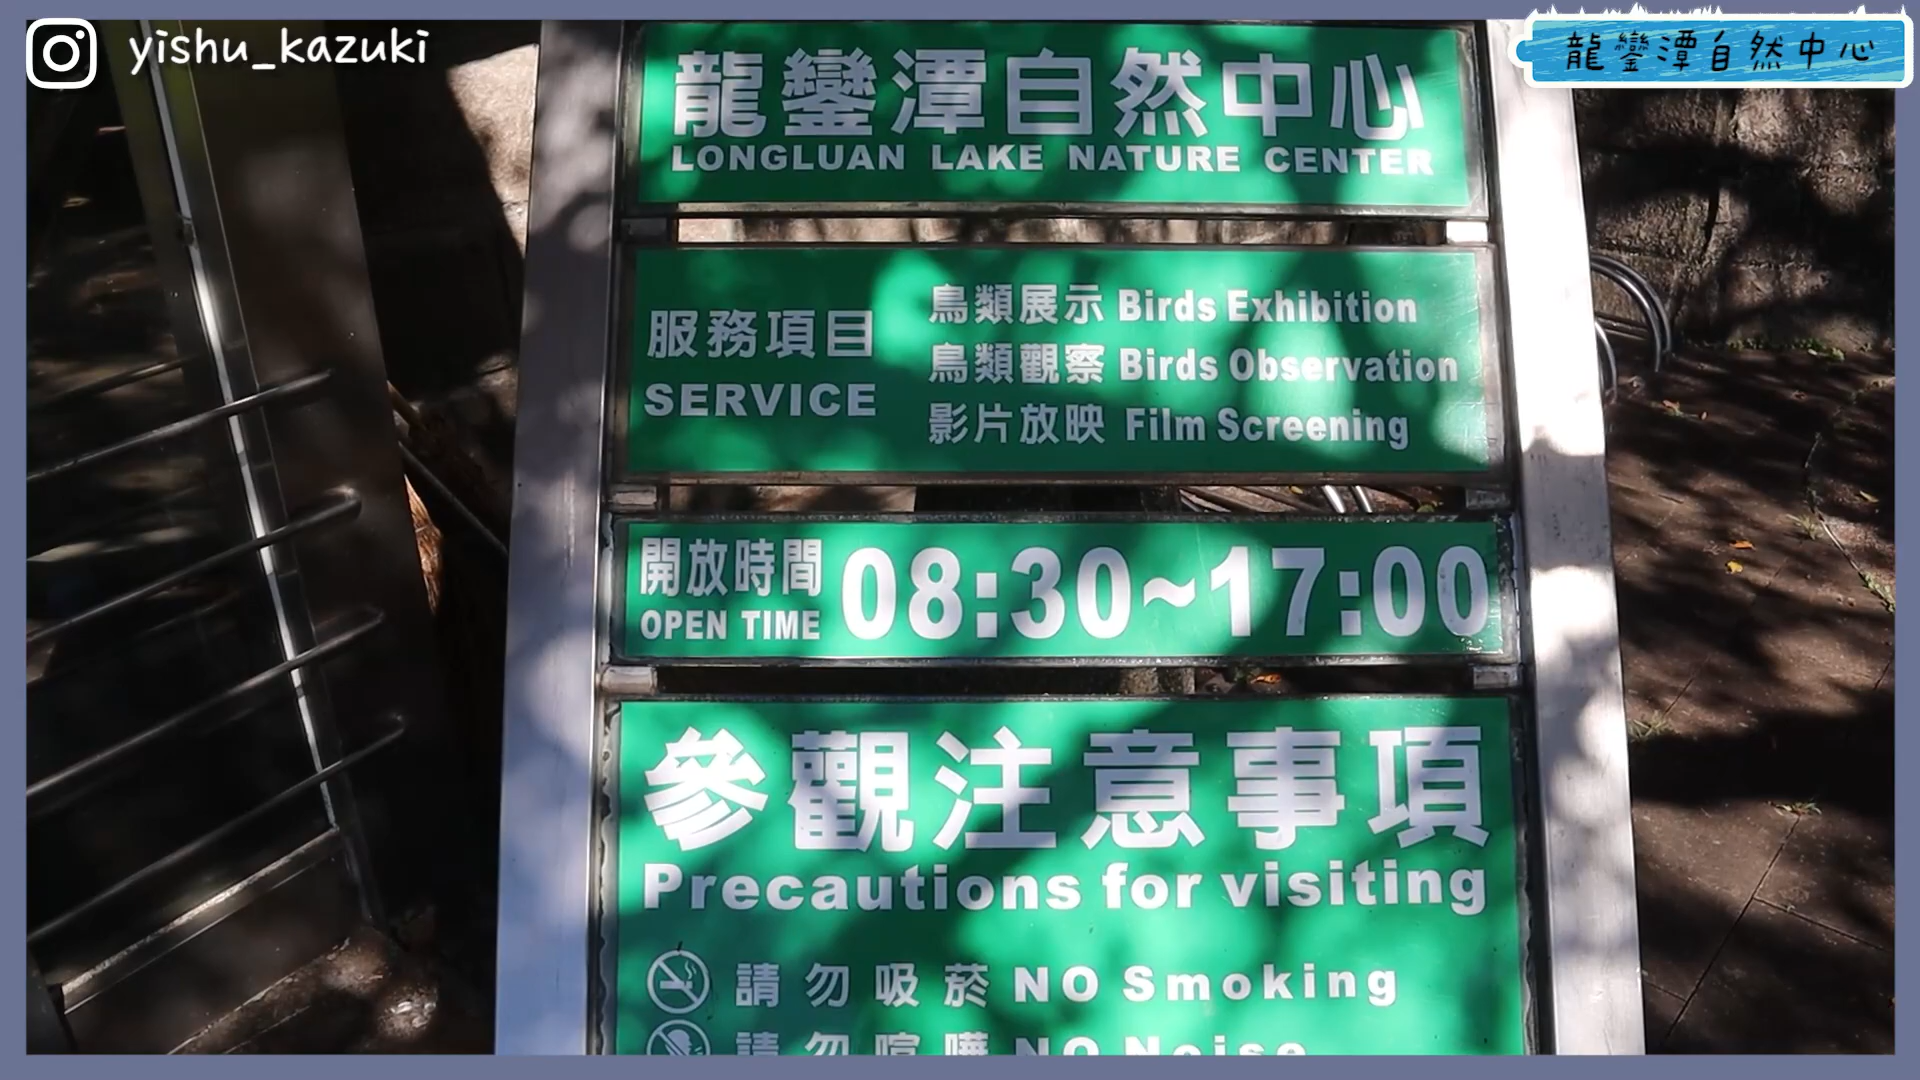 yishu_kazuki
龍鑾潭自然中心
龍鑾潭自然中心
LONGLUAN LAKE NATURE CENTER
服務項目
SERVICE
鳥類展示 Birds Exhibition
鳥類觀察 Birds Observation
影片放映 Film Screening
開放時間
OPEN TIME
08:30~17:00
參觀注意事項
Precautions for visiting
請勿吸菸 NO Smoking
請勿喧嘩 NO Noise